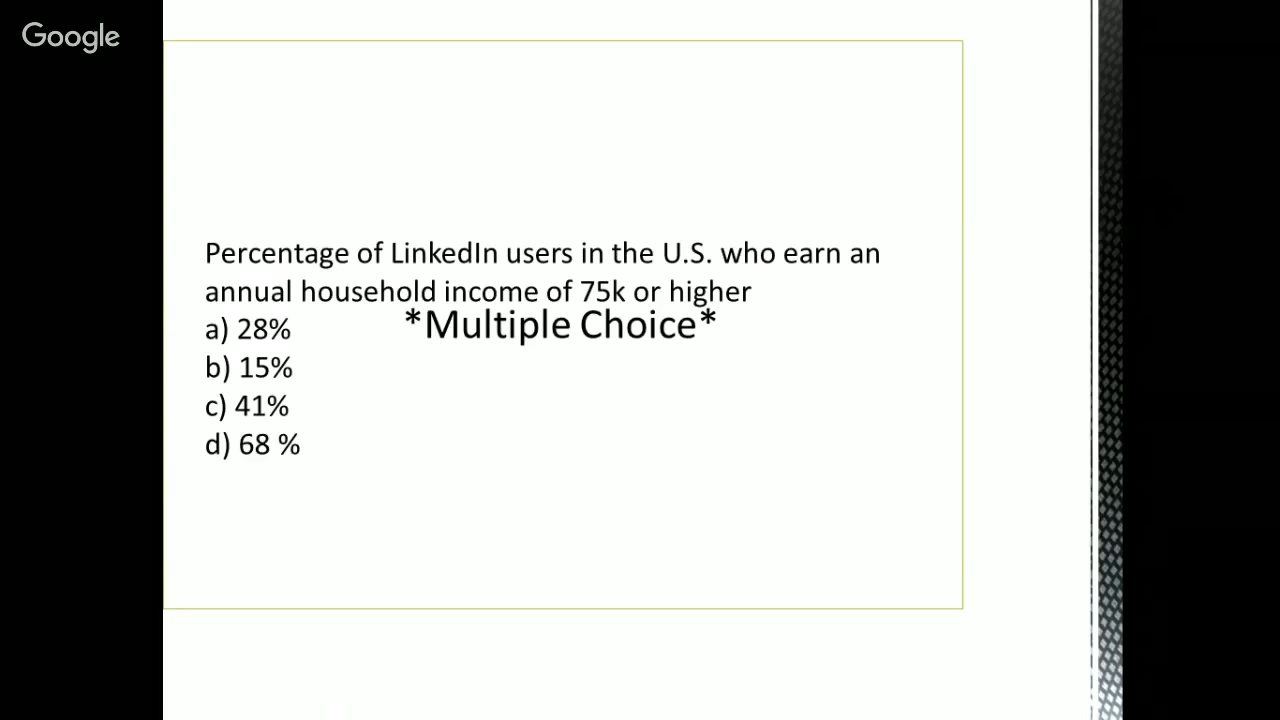 Google
Percentage of LinkedIn users in the U.S. who earn an
annual household income of 75k or higher
a) 28%
*Multiple Choice*
b) 15%
c) 41%
d) 68 %